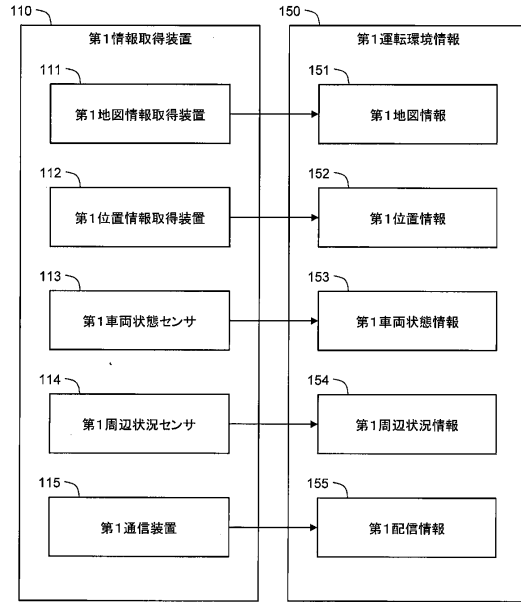 110
第1情報取得装置
111
第1地図情報取得装置
112
第1位置情報取得装置
113
第1車両状態センサ
114
第1周辺状況センサ
115
第1通信装置
150
第1運転環境情報
151
第1地図情報
152
第1位置情報
153
第1車両状態情報
154
第1周辺状況情報
155
第1配信情報